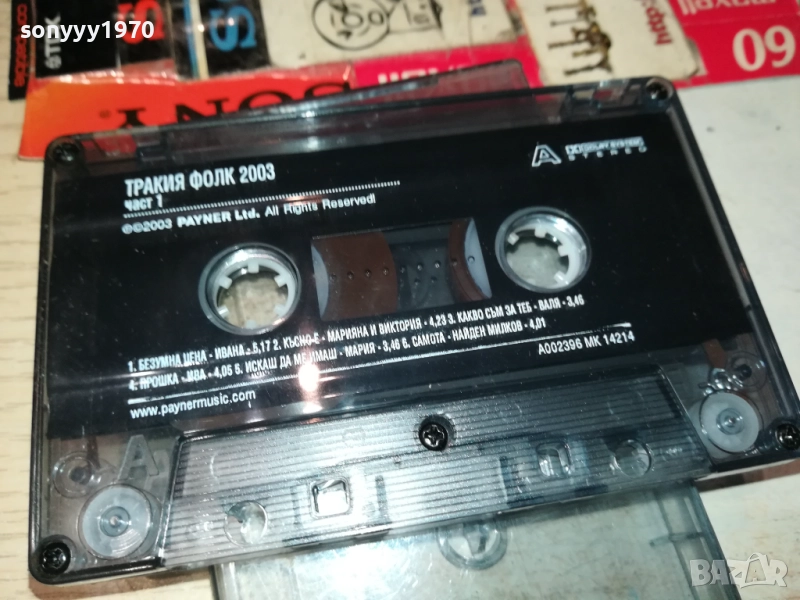 sonyyy1970
SONY
60
ТРАКИЯ ФОЛК 2003
част 1
℗©2003 PAYNER Ltd. All Rights Reserved!
A DOLBY SYSTEM
STEREO
1. БЕЗУМНА ЦЕНА - ИВАНА - 5,17 2. КЪСНО Е - МАРИЯНА И ВИКТОРИЯ - 4,23 3. КАКВО СЪМ ЗА ТЕБ - ВАЛЯ - 3,46
4. ПРОШКА - ИВА - 4,05 5. ИСКАШ ДА МЕ ИМАШ - МАРИЯ - 3,46 6. САМОТА - НАЙДЕН МИЛКОВ - 4,01
www.paynermusic.com
A002396 MK 14214
A
BAZAR